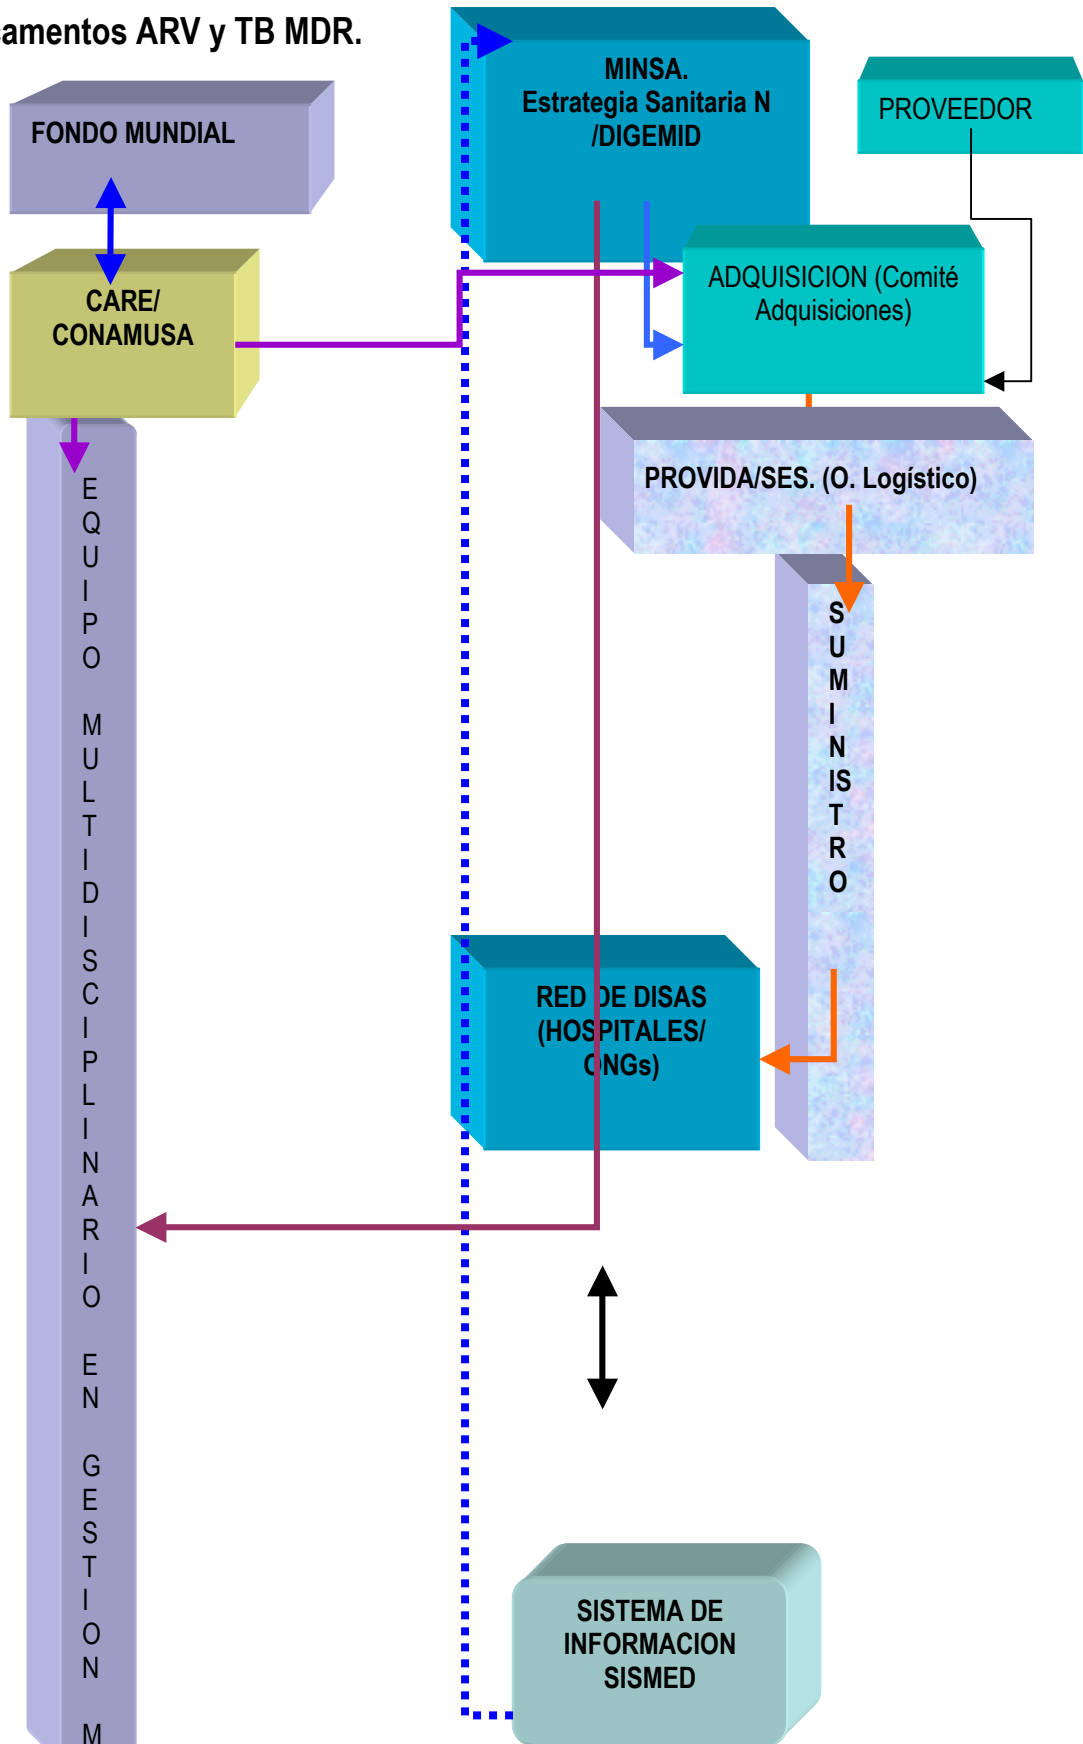 camentos ARV y TB MDR.
MINSA.
Estrategia Sanitaria N
/DIGEMID
PROVEEDOR
FONDO MUNDIAL
CARE/
CONAMUSA
ADQUISICION (Comité
Adquisiciones)
PROVIDA/SES. (O. Logístico)
E
Q
U
I
P
O
M
U
L
T
I
D
I
S
C
I
P
L
I
N
A
R
I
O
E
N
G
E
S
T
I
O
N
M
S
U
M
I
N
IS
T
R
O
RED DE DISAS
(HOSPITALES/
ONGs)
SISTEMA DE
INFORMACION
SISMED